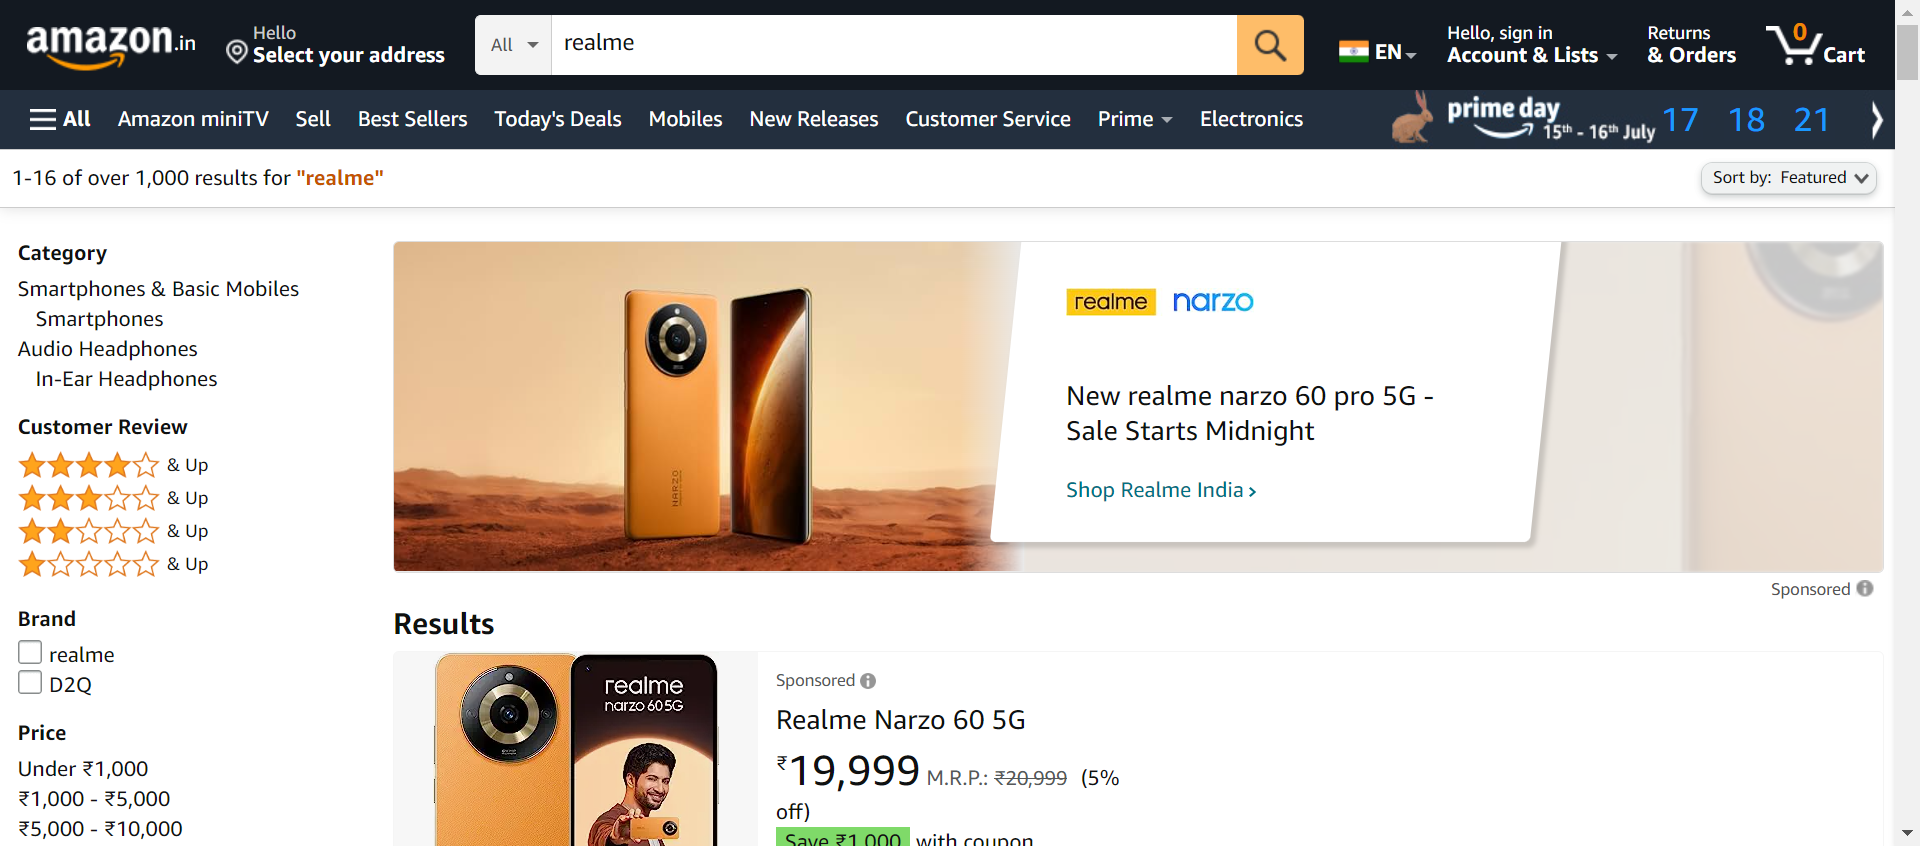 amazon.in
Hello
Select your address
All
realme
EN
Hello, sign in
Account & Lists
Returns
& Orders
0
Cart
All
Amazon miniTV
Sell
Best Sellers
Today's Deals
Mobiles
New Releases
Customer Service
Prime
Electronics
prime day
15th - 16th July
17 18 21
1-16 of over 1,000 results for "realme"
Sort by: Featured
Category
Smartphones & Basic Mobiles
Smartphones
Audio Headphones
In-Ear Headphones
Customer Review
& Up
& Up
& Up
& Up
Brand
realme
D2Q
Price
Under ₹1,000
₹1,000 - ₹5,000
₹5,000 - ₹10,000
NARZO
realme narzo
New realme narzo 60 pro 5G -
Sale Starts Midnight
Shop Realme India ›
Sponsored
Results
realme
narzo 60 5G
Sponsored
Realme Narzo 60 5G
₹19,999 M.R.P.: ₹20,999 (5%
off)
Save ₹1,000 with coupon